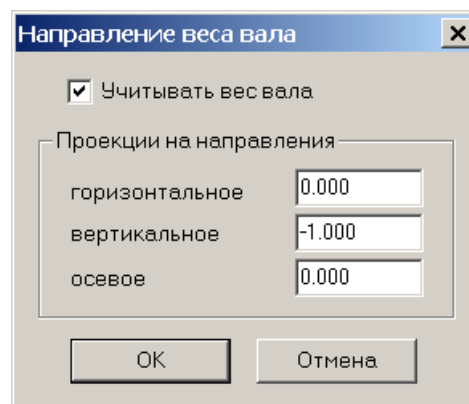 Направление веса вала
Учитывать вес вала
Проекции на направления
горизонтальное 0.000
вертикальное -1.000
осевое 0.000
OK Отмена